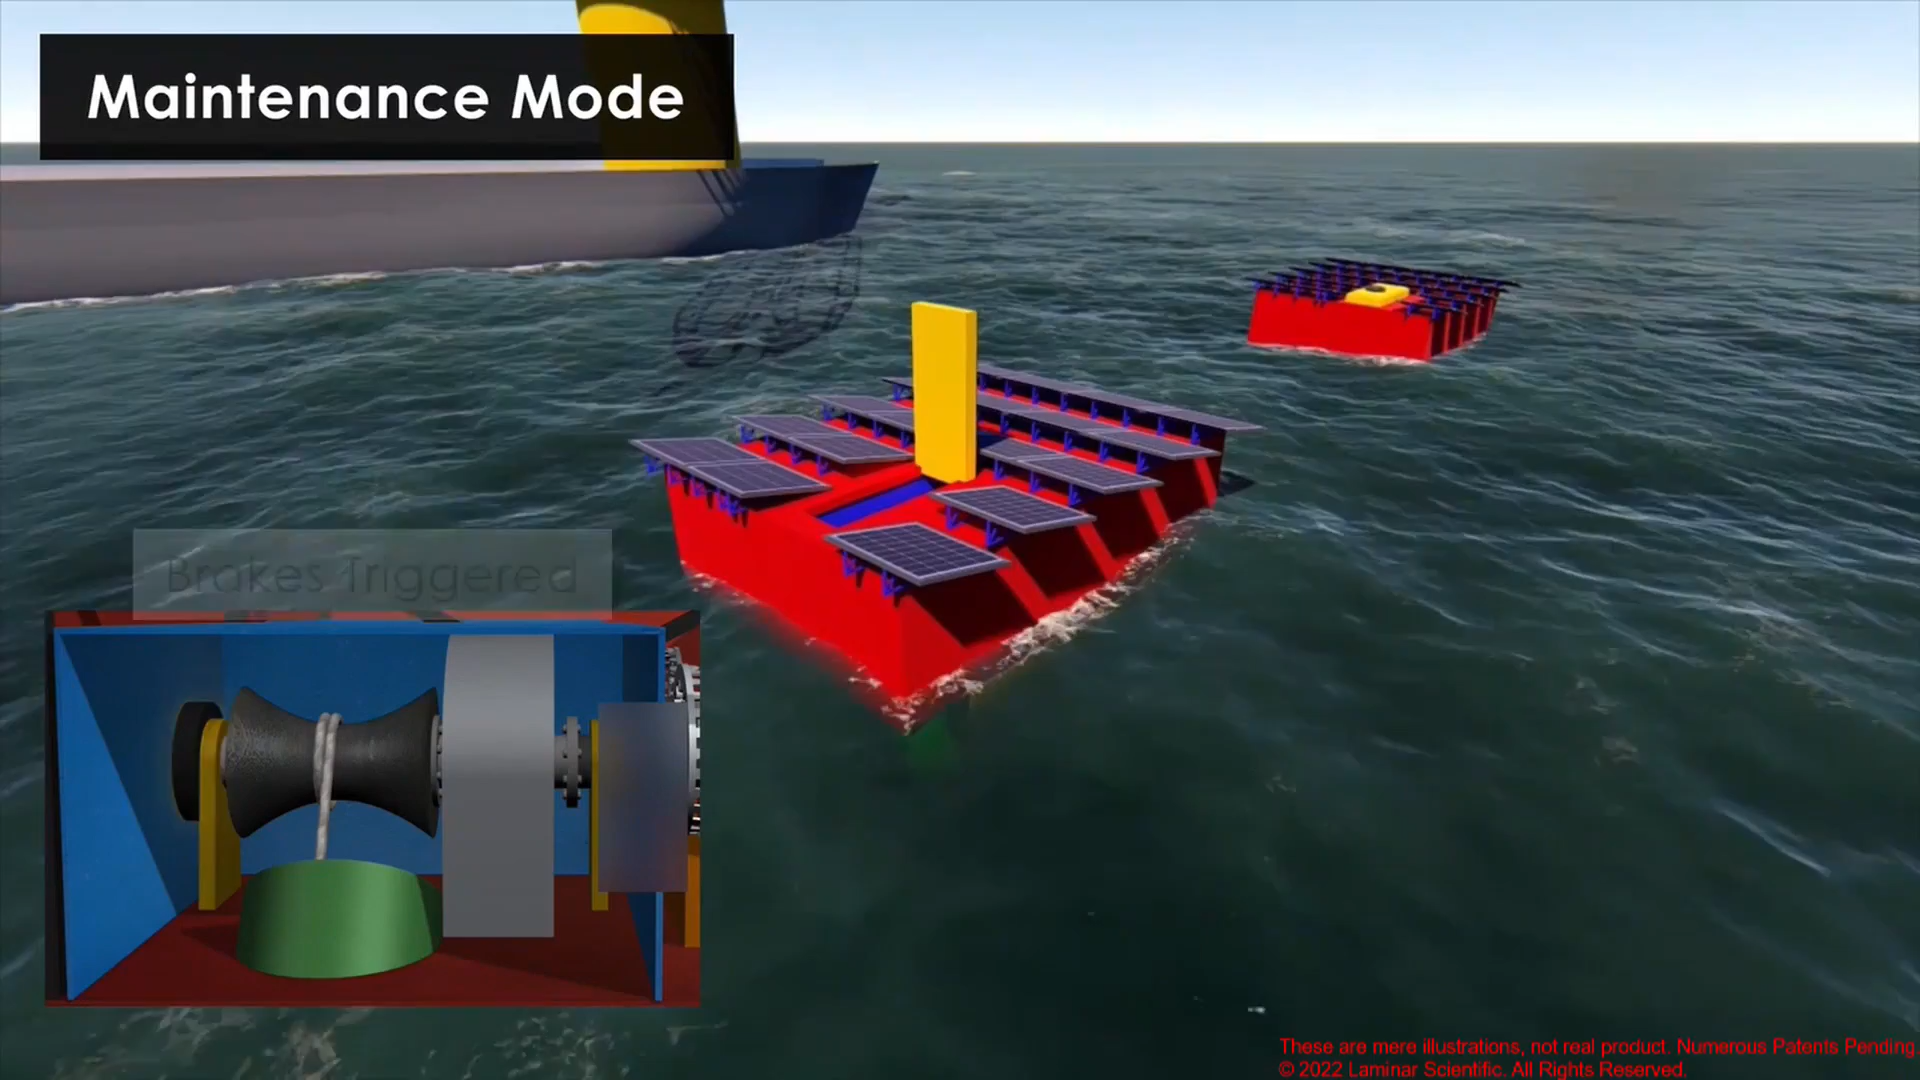 Maintenance Mode
Brakes Triggered
These are mere illustrations, not real product. Numerous Patents Pending
© 2022 Laminar Scientific. All Rights Reserved.